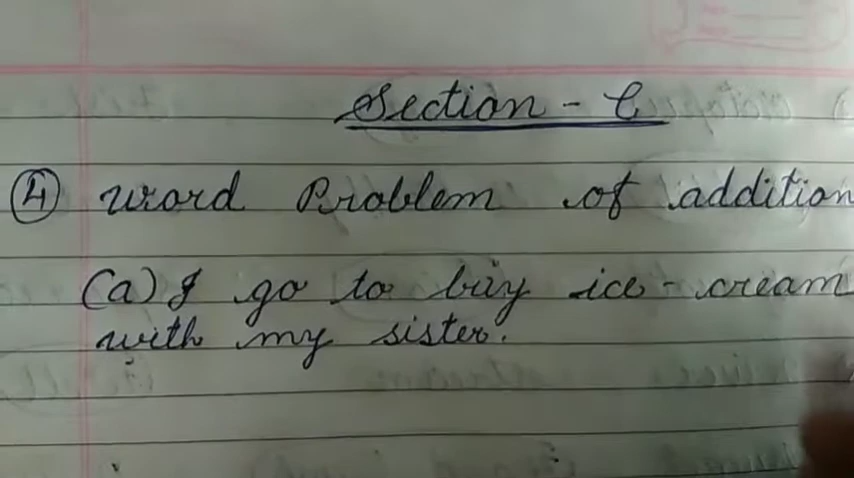 Section - C
(4) word Problem of addition
(a) I go to buy ice-cream
with my sister.